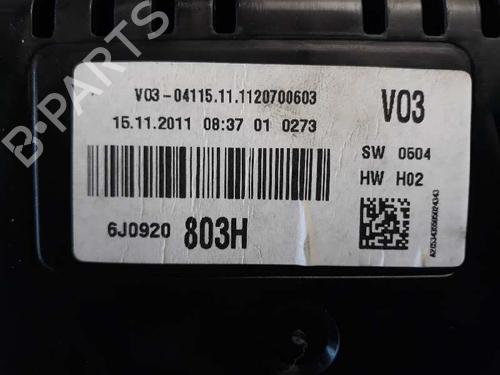 B-PARTS
V03-04115.11.1120700603
V03
15.11.2011 08:37 01 0273
SW 0504
HW H02
6J0920 803H